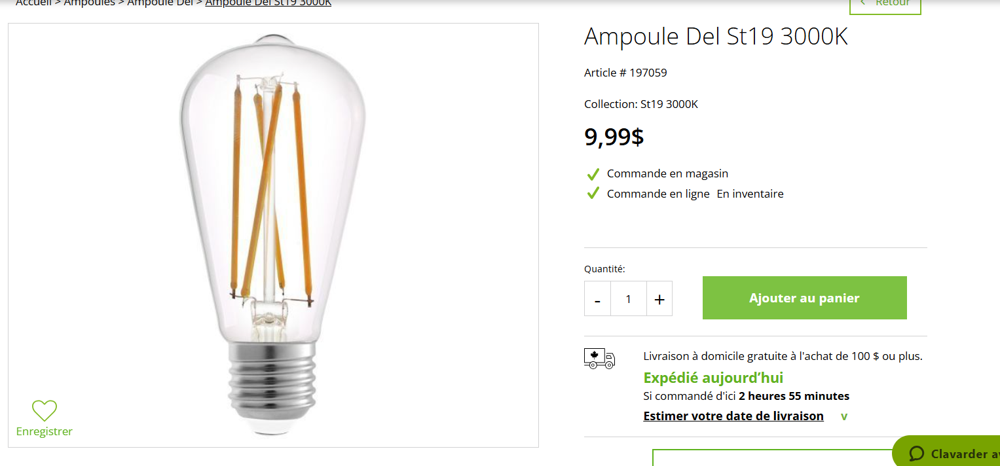 Accueil > Ampoules > Ampoule Del > Ampoule Del St19 3000K
< Retour
Ampoule Del St19 3000K
Article # 197059
Collection: St19 3000K
9,99$
Commande en magasin
Commande en ligne En inventaire
Quantité:
- 1 +
Ajouter au panier
Livraison à domicile gratuite à l'achat de 100 $ ou plus.
Expédié aujourd’hui
Si commandé d'ici 2 heures 55 minutes
Estimer votre date de livraison v
Enregistrer
Clavarder